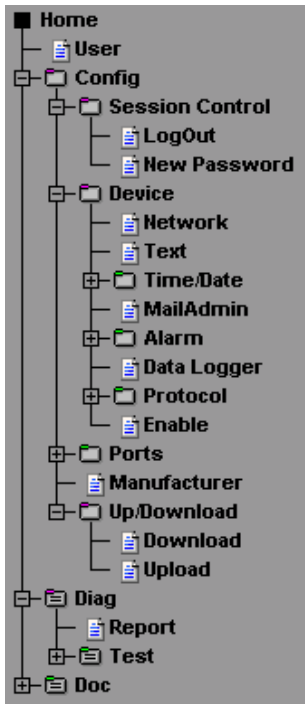 Home
User
Config
Session Control
LogOut
New Password
Device
Network
Text
Time/Date
MailAdmin
Alarm
Data Logger
Protocol
Enable
Ports
Manufacturer
Up/Download
Download
Upload
Diag
Report
Test
Doc